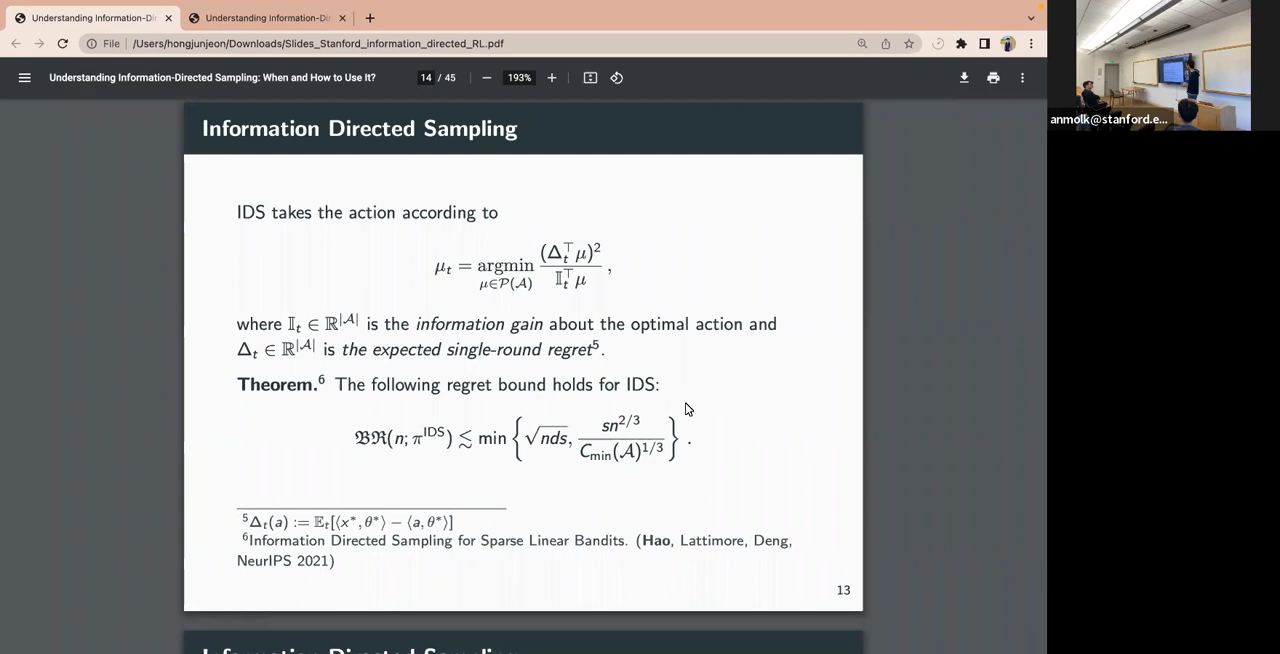 Understanding Information-Di
Understanding Information-Di
File /Users/hongjunjeon/Downloads/Slides_Stanford_information_directed_RL.pdf
Understanding Information-Directed Sampling: When and How to Use It?
14 / 45
193%
anmolk@stanford.e...
Information Directed Sampling
IDS takes the action according to
μ_t = argmin_{μ∈𝒫(𝒜)} (Δ_t^⊤ μ)² / 𝕀_t^⊤ μ ,
where 𝕀_t ∈ ℝ^{|𝒜|} is the information gain about the optimal action and
Δ_t ∈ ℝ^{|𝒜|} is the expected single-round regret⁵.
Theorem.⁶ The following regret bound holds for IDS:
𝔅ℜ(n; π^{IDS}) ≲ min { √nds, sn^{2/3} / C_min(𝒜)^{1/3} } .
⁵Δ_t(a) := 𝔼_t[⟨x*, θ*⟩ − ⟨a, θ*⟩]
⁶Information Directed Sampling for Sparse Linear Bandits. (Hao, Lattimore, Deng,
NeurIPS 2021)
13